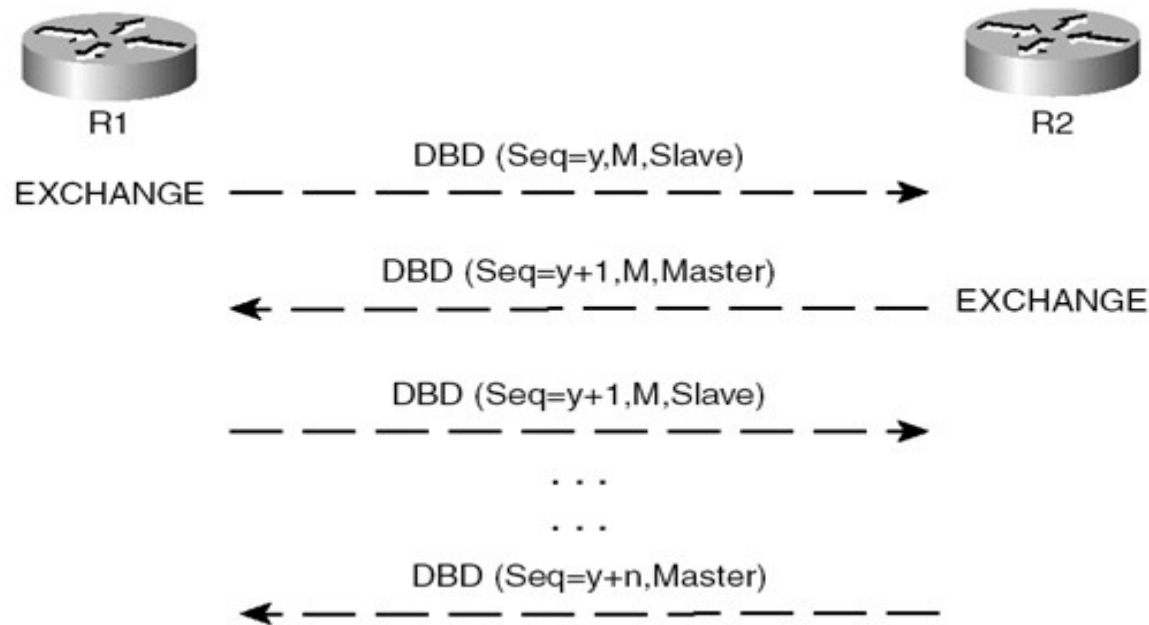 R1
R2
DBD (Seq=y,M,Slave)
EXCHANGE
DBD (Seq=y+1,M,Master)
EXCHANGE
DBD (Seq=y+1,M,Slave)
. . .
. . .
DBD (Seq=y+n,Master)